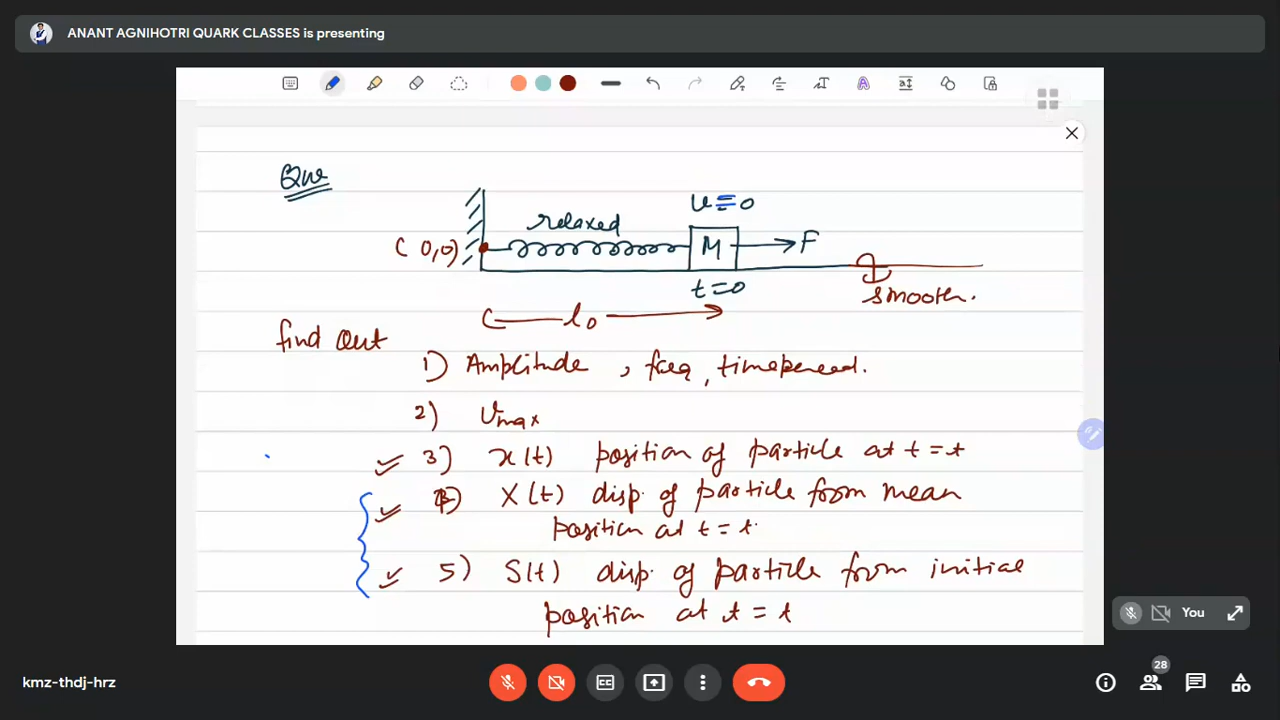 ANANT AGNIHOTRI QUARK CLASSES is presenting
Que
u = 0
relaxed
( 0,0)
M
F
t=0
smooth.
l0
find Out
1) Amplitude , freq , timepereod.
2) Vmax
3) x(t) position of particle at t = t
X(t) disp. of particle from mean
position at t = t
5) S(t) disp. of particle from initial
position at t = t
You
kmz-thdj-hrz
CC
28